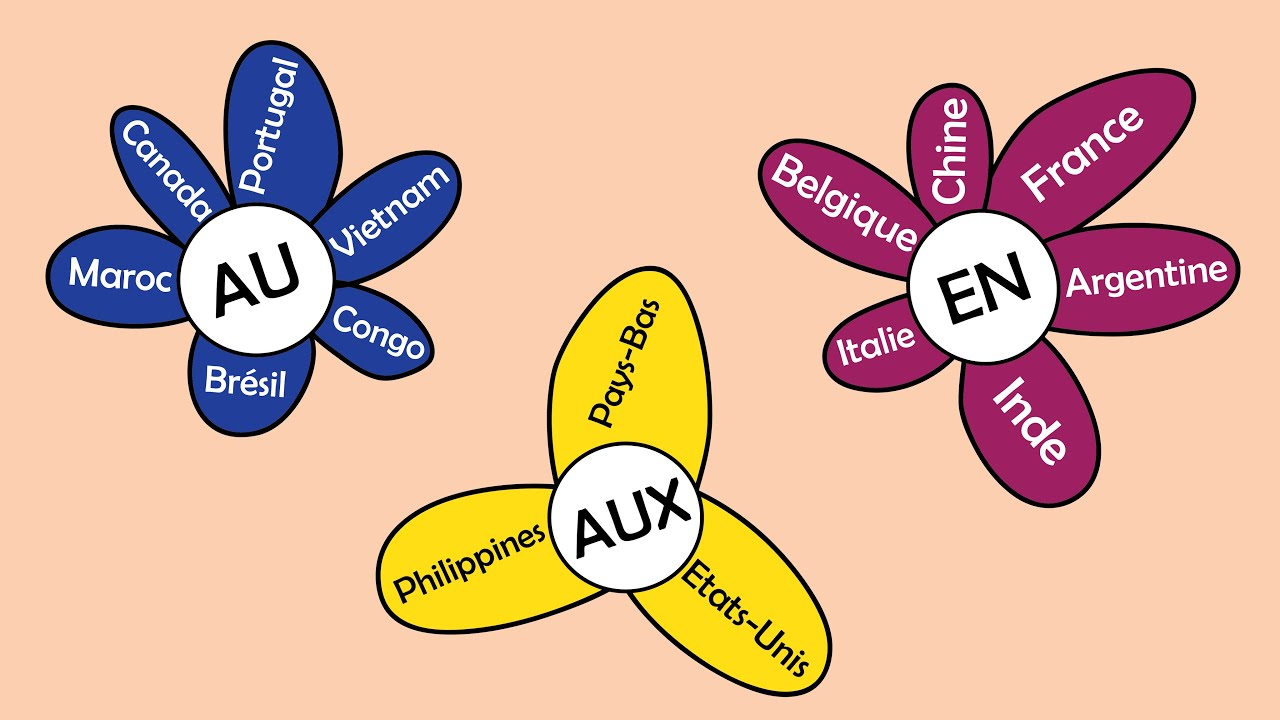 AU
Maroc
Canada
Portugal
Vietnam
Congo
Brésil
AUX
Philippines
Pays-Bas
Etats-Unis
EN
Italie
Belgique
Chine
France
Argentine
Inde